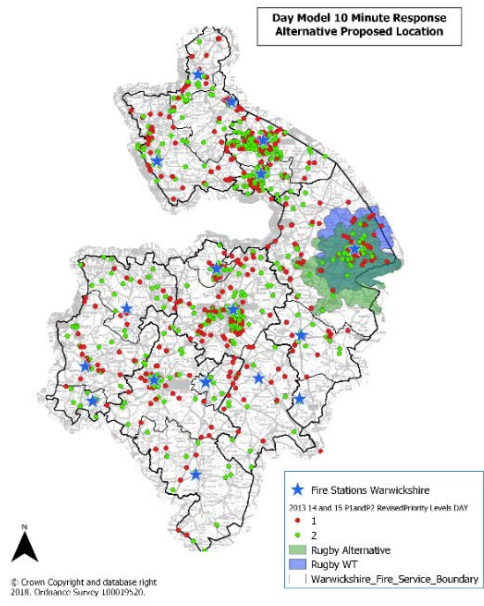 Day Model 10 Minute Response
Alternative Proposed Location
Fire Stations Warwickshire
2013 14 and 15 P1andP2 RevisedPriority Levels DAY
1
2
Rugby Alternative
Rugby WT
Warwickshire_Fire_Service_Boundary
N
© Crown Copyright and database right
2018. Ordnance Survey 100019520.